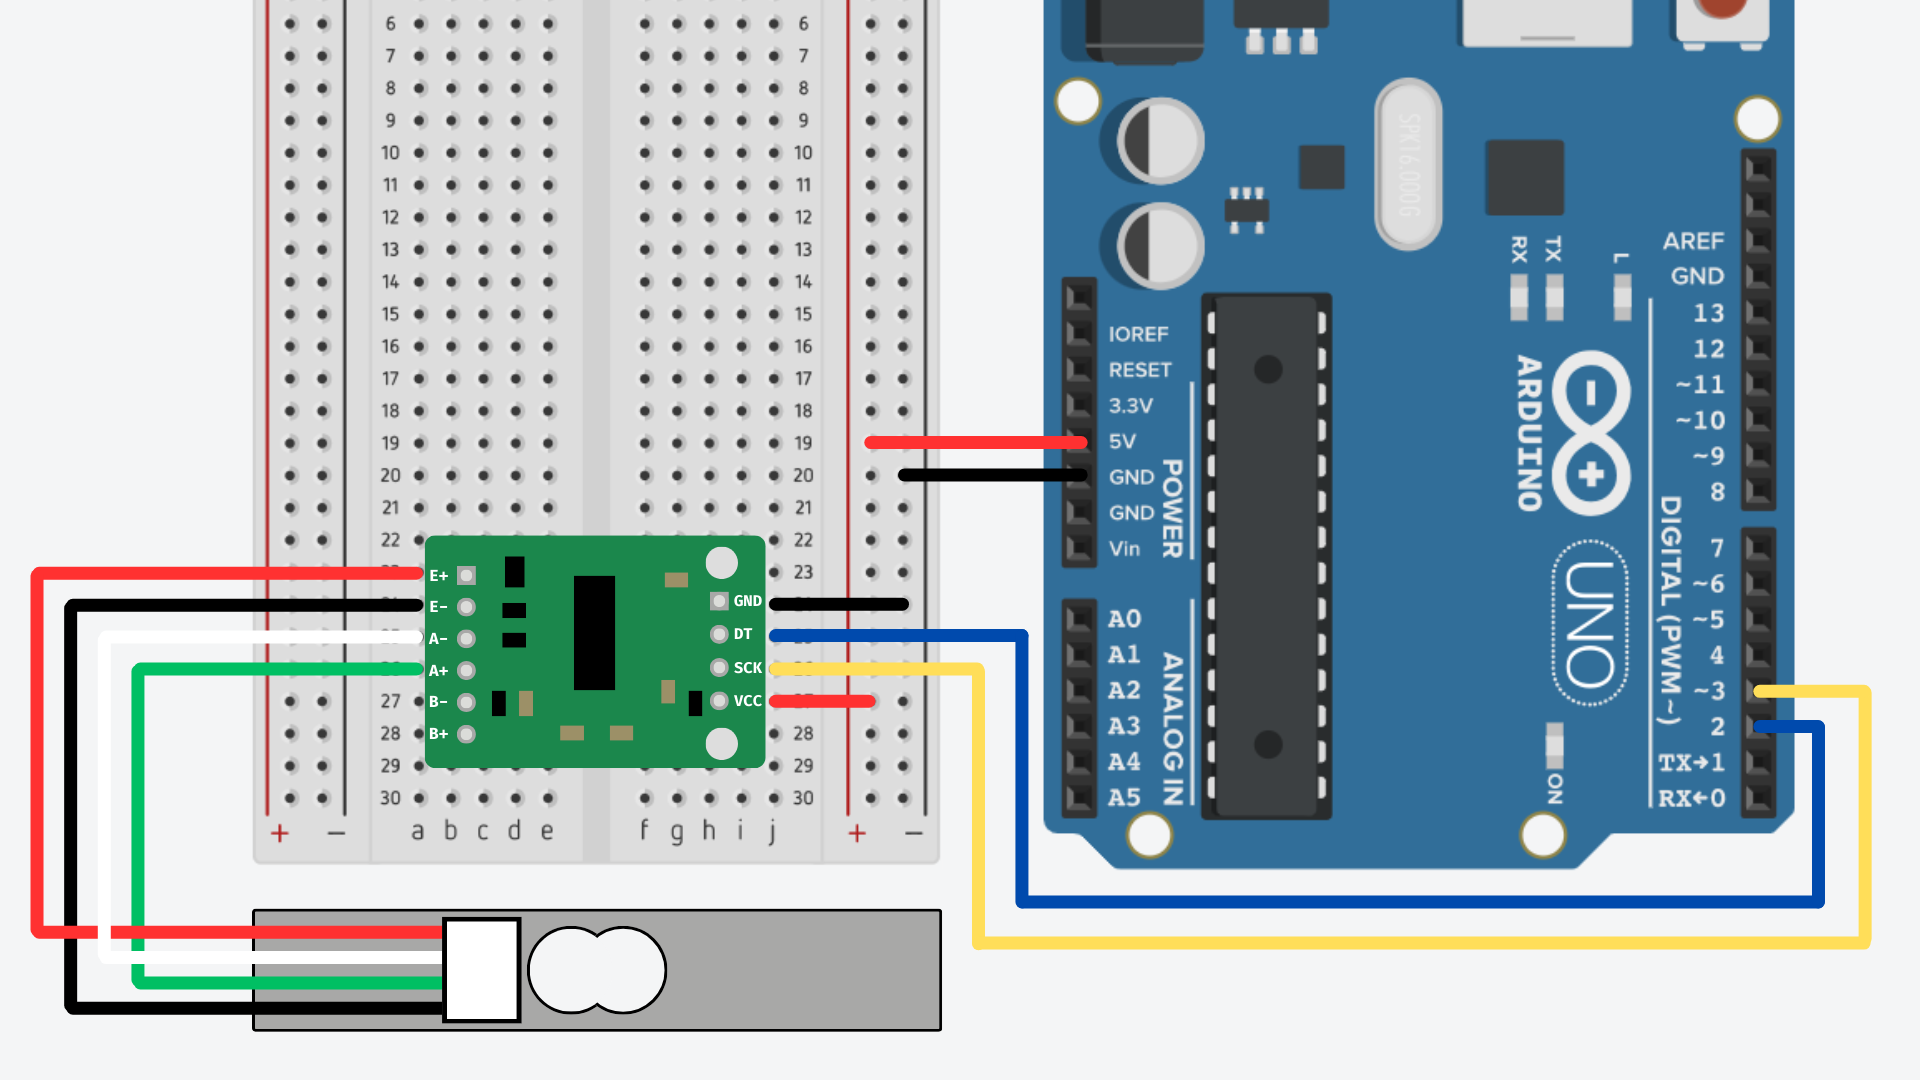 6 6
7 7
8 8
9 9
10 10
11 11
12 12
13 13
14 14
15 15
16 16
17 17
18 18
19 19
20 20
21 21
22 22
23
27
28 28
29 29
30 30
a b c d e f g h i j
+ − + −
E+
E−
A−
A+
B−
B+
GND
DT
SCK
VCC
SPK16.000G
IOREF
RESET
3.3V
5V
GND
GND
Vin
POWER
A0
A1
A2
A3
A4
A5
ANALOG IN
RX TX L
ARDUINO
UNO
ON
AREF
GND
13
12
~11
~10
~9
8
7
~6
~5
4
~3
2
TX→1
RX←0
DIGITAL (PWM ~)